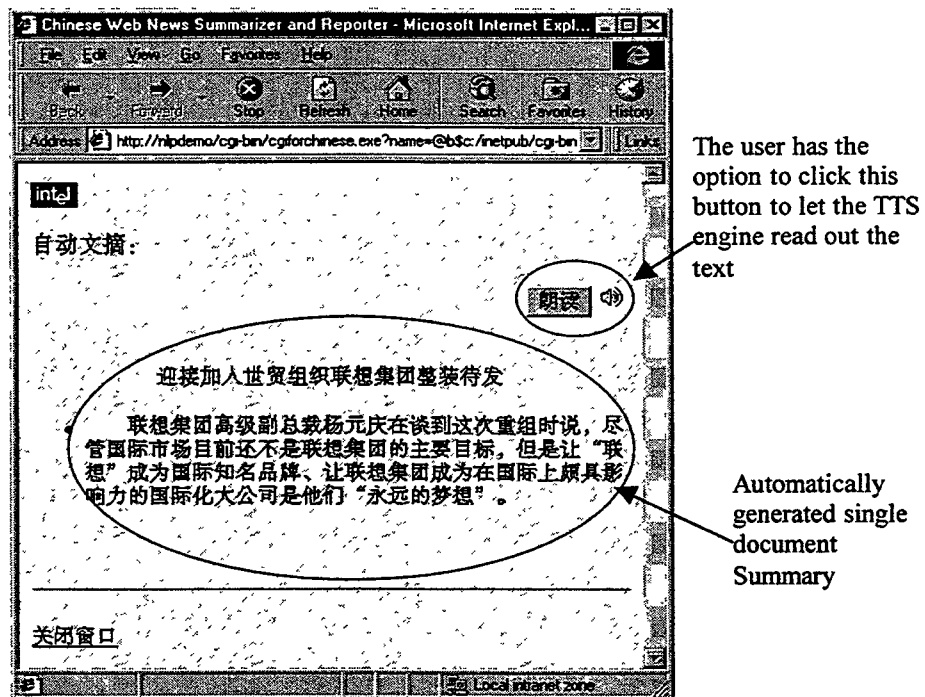 Chinese Web News Summarizer and Reporter - Microsoft Internet Expl...
File Edit View Go Favorites Help
Back Forward Stop Refresh Home Search Favorites History
Address http://nlpdemo/cgi-bin/cgiforchinese.exe?name=@b$c:/inetpub/cgi-bin Links
intel
自动文摘：
朗读
迎接加入世贸组织联想集团整装待发
联想集团高级副总裁杨元庆在谈到这次重组时说，尽
管国际市场目前还不是联想集团的主要目标，但是让“联
想”成为国际知名品牌、让联想集团成为在国际上颇具影
响力的国际化大公司是他们“永远的梦想”。
关闭窗口
Local intranet zone
The user has the
option to click this
button to let the TTS
engine read out the
text
Automatically
generated single
document
Summary